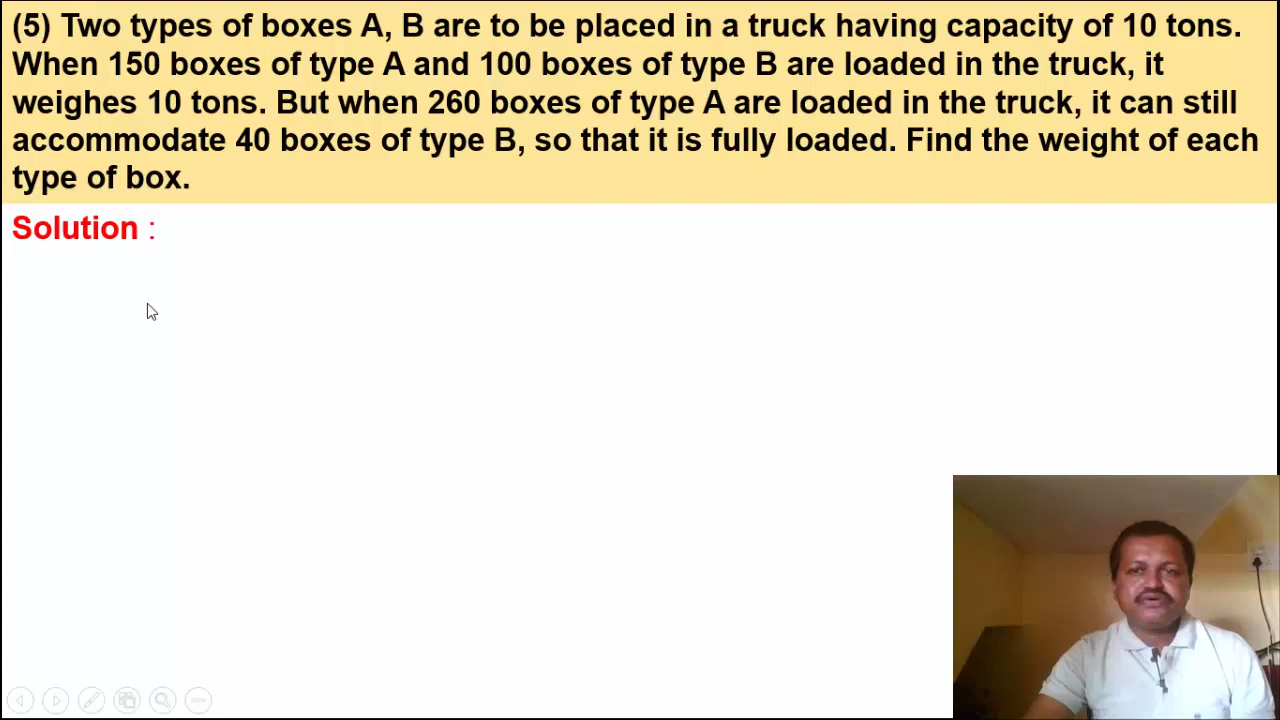 (5) Two types of boxes A, B are to be placed in a truck having capacity of 10 tons.
When 150 boxes of type A and 100 boxes of type B are loaded in the truck, it
weighes 10 tons. But when 260 boxes of type A are loaded in the truck, it can still
accommodate 40 boxes of type B, so that it is fully loaded. Find the weight of each
type of box.
Solution :